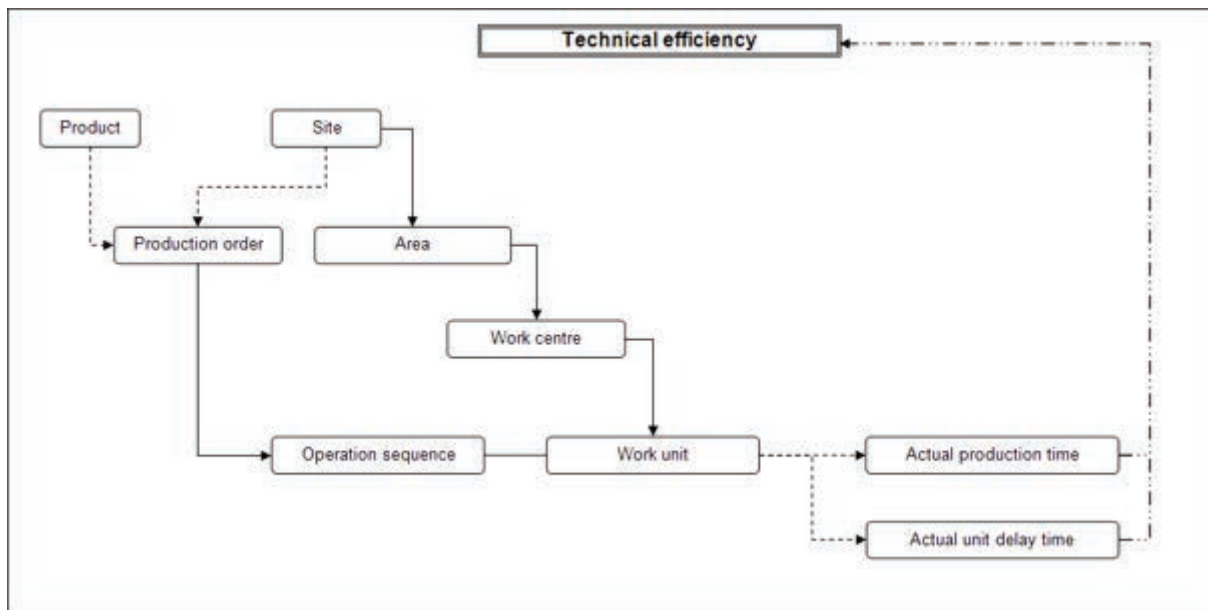 Technical efficiency
Product
Site
Production order
Area
Work centre
Operation sequence
Work unit
Actual production time
Actual unit delay time